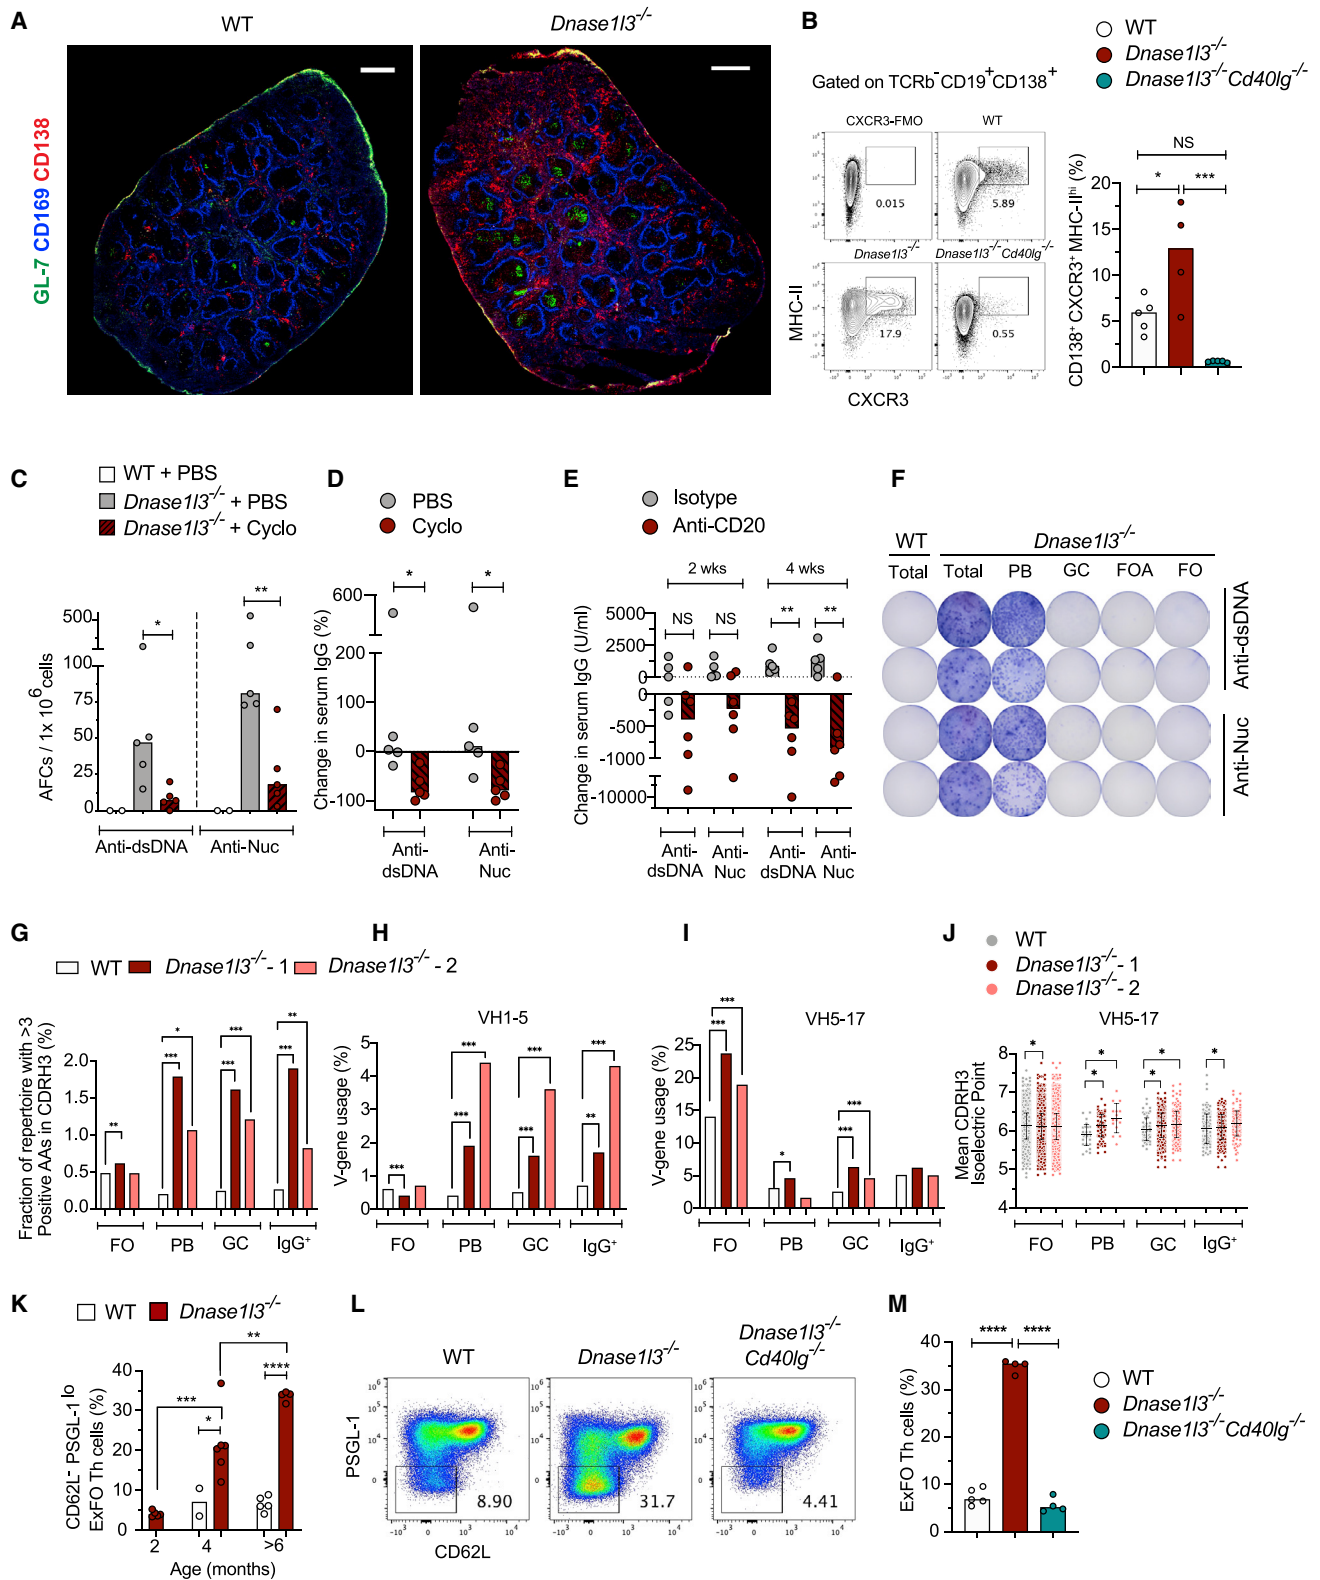 A
WT
Dnase1l3-/-
GL-7 CD169 CD138
B
WT
Dnase1l3-/-
Dnase1l3-/-Cd40lg-/-
Gated on TCRb-CD19+CD138+
CXCR3-FMO
WT
0.015
5.89
Dnase1l3-/-
Dnase1l3-/-Cd40lg-/-
17.9
0.55
MHC-II
CXCR3
CD138+ CXCR3+ MHC-IIhi (%)
NS
*
***
20
15
10
5
0
C
WT + PBS
Dnase1l3-/- + PBS
Dnase1l3-/- + Cyclo
AFCs / 1x 10^6 cells
500
100
50
25
0
*
**
Anti-dsDNA
Anti-Nuc
D
PBS
Cyclo
Change in serum IgG (%)
600
200
100
0
-100
*
*
Anti-dsDNA
Anti-Nuc
E
Isotype
Anti-CD20
2 wks
4 wks
NS
NS
**
**
Change in serum IgG (U/ml)
5000
2500
0
0
-500
-1000
-10000
Anti-dsDNA
Anti-Nuc
Anti-dsDNA
Anti-Nuc
F
WT
Dnase1l3-/-
Total
Total
PB
GC
FOA
FO
Anti-dsDNA
Anti-Nuc
G
WT
Dnase1l3-/- - 1
Dnase1l3-/- - 2
Fraction of repertoire with >3
Positive AAs in CDRH3 (%)
2.0
1.5
1.0
0.5
0.0
**
***
*
***
***
***
**
FO
PB
GC
IgG+
H
VH1-5
V-gene usage (%)
5
4
3
2
1
0
***
***
***
***
***
**
***
FO
PB
GC
IgG+
I
VH5-17
V-gene usage (%)
25
20
15
10
5
0
***
***
*
***
***
FO
PB
GC
IgG+
J
WT
Dnase1l3-/- - 1
Dnase1l3-/- - 2
VH5-17
Mean CDRH3
Isoelectric Point
8
7
6
5
4
*
*
*
*
*
*
FO
PB
GC
IgG+
K
WT
Dnase1l3-/-
CD62L- PSGL-1lo
ExFO Th cells (%)
40
30
20
10
0
***
*
**
****
2
4
>6
Age (months)
L
WT
Dnase1l3-/-
Dnase1l3-/-
Cd40lg-/-
PSGL-1
8.90
31.7
4.41
CD62L
M
ExFO Th cells (%)
40
30
20
10
0
****
****
WT
Dnase1l3-/-
Dnase1l3-/-Cd40lg-/-